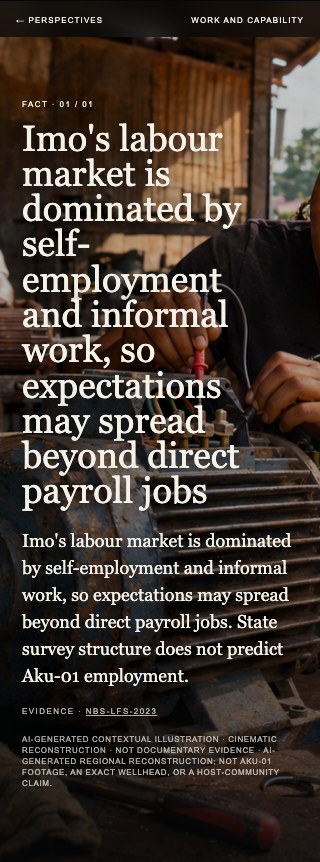 ← PERSPECTIVES
WORK AND CAPABILITY
FACT · 01 / 01
Imo's labour
market is
dominated by
self-
employment
and informal
work, so
expectations
may spread
beyond direct
payroll jobs
Imo's labour market is dominated
by self-employment and informal
work, so expectations may spread
beyond direct payroll jobs. State
survey structure does not predict
Aku-01 employment.
EVIDENCE · NBS-LFS-2023
AI-GENERATED CONTEXTUAL ILLUSTRATION · CINEMATIC
RECONSTRUCTION · NOT DOCUMENTARY EVIDENCE · AI-
GENERATED REGIONAL RECONSTRUCTION; NOT AKU-01
FOOTAGE, AN EXACT WELLHEAD, OR A HOST-COMMUNITY
CLAIM.